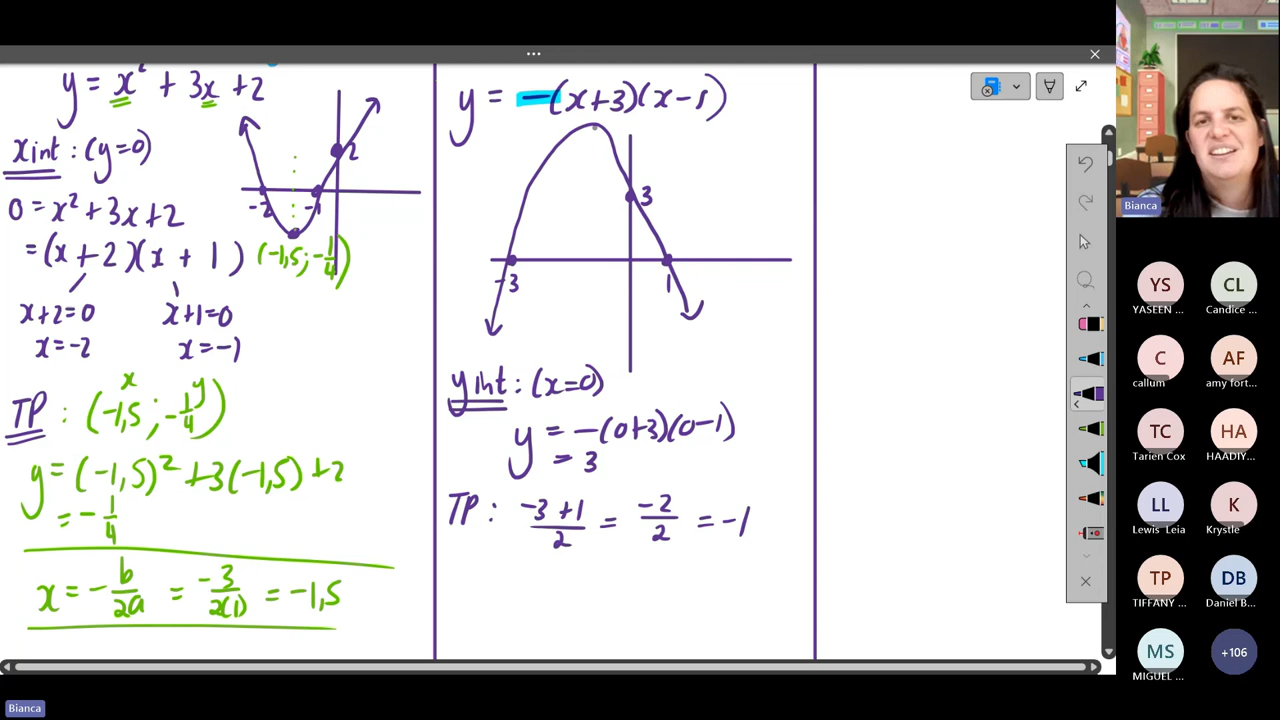 y = x² + 3x + 2
x int : (y=0)
0 = x² + 3x + 2
= (x + 2)(x + 1)
x+2=0 x+1=0
x=-2 x=-1
2
-2 -1
(-1,5 ; -1/4)
x y
TP : (-1,5 ; -1/4)
y = (-1,5)² + 3(-1,5) + 2
= -1/4
x = -b/2a = -3/2(1) = -1,5
y = -(x+3)(x-1)
3
-3 1
y int : (x=0)
y = -(0+3)(0-1)
= 3
TP : -3+1/2 = -2/2 = -1
Bianca
YS CL
YASEEN ... Candice ...
C AF
callum amy fort...
TC HA
Tarien Cox HAADIY...
LL K
Lewis Leia Krystle
TP DB
TIFFANY ... Daniel B...
MS +106
MIGUEL ...
Bianca